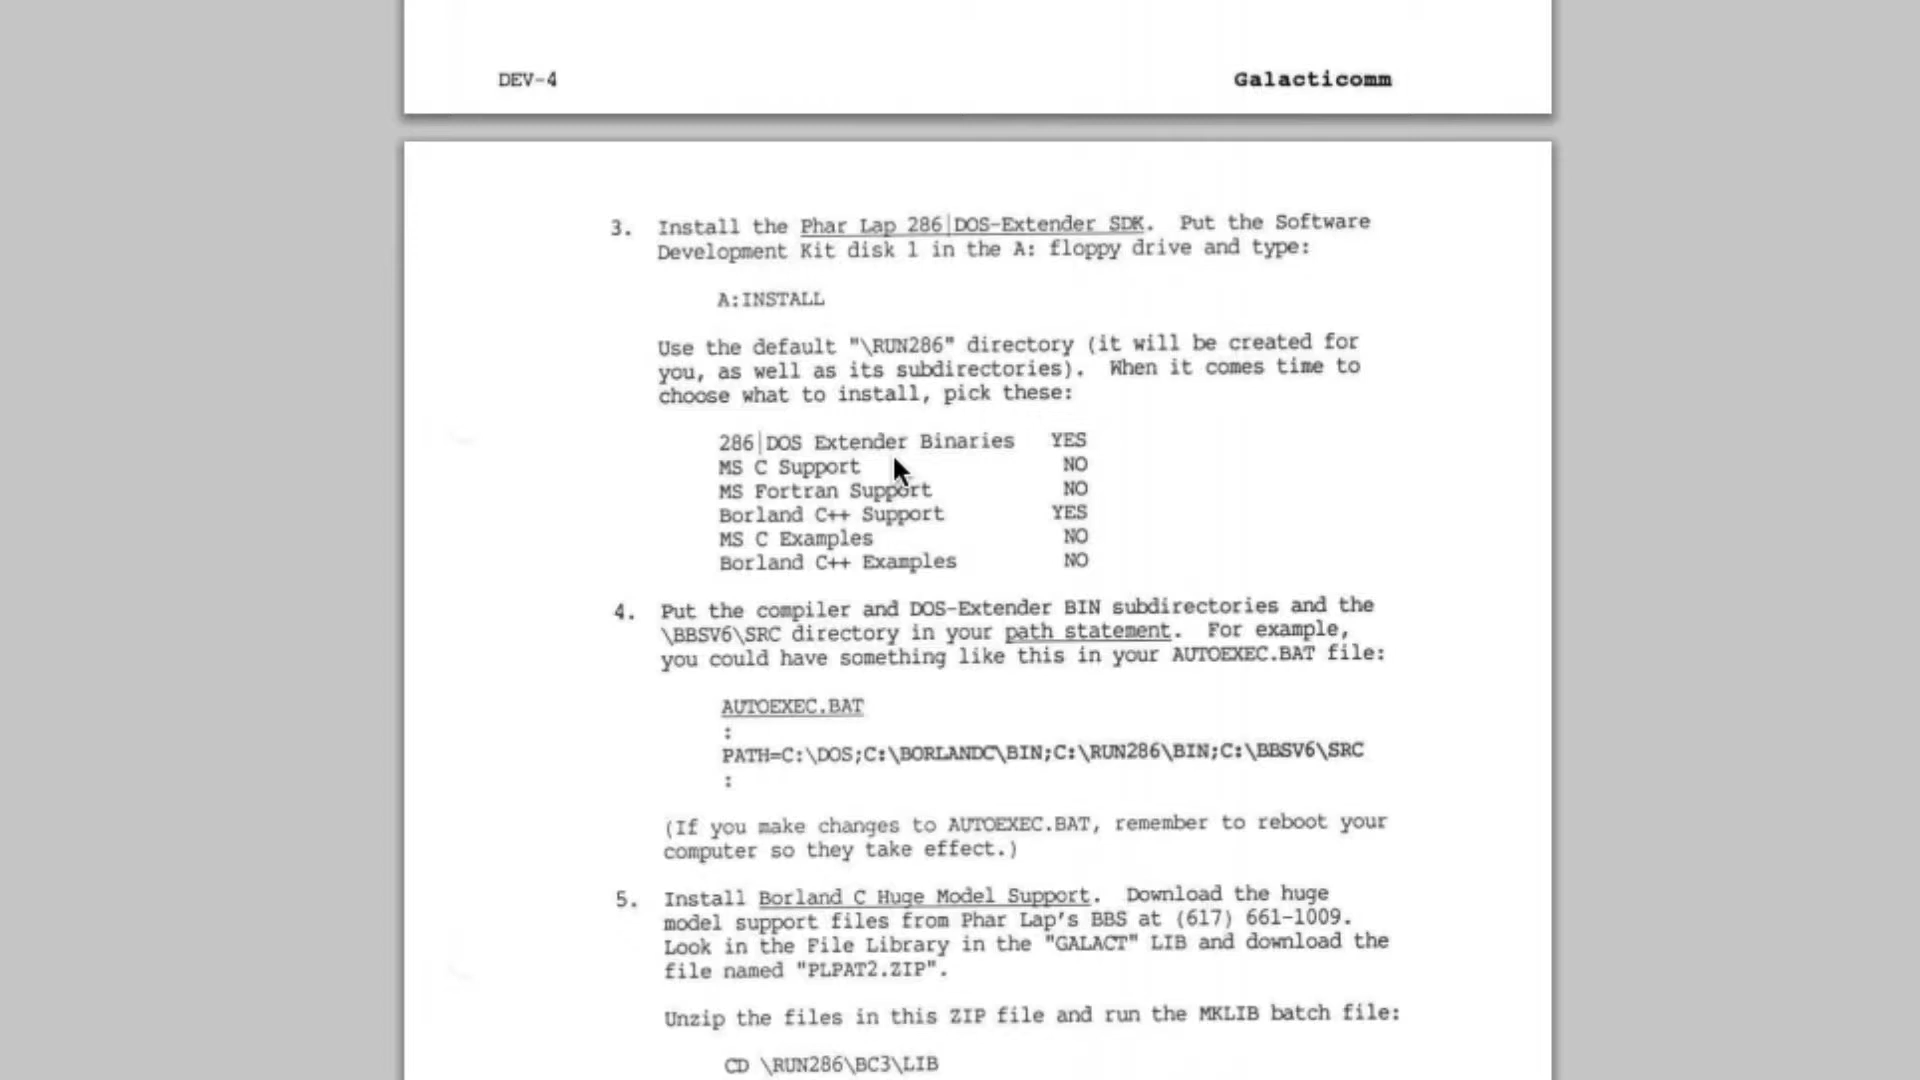 DEV-4 Galacticomm
3. Install the Phar Lap 286|DOS-Extender SDK. Put the Software
Development Kit disk 1 in the A: floppy drive and type:
A:INSTALL
Use the default "\RUN286" directory (it will be created for
you, as well as its subdirectories). When it comes time to
choose what to install, pick these:
286|DOS Extender Binaries YES
MS C Support NO
MS Fortran Support NO
Borland C++ Support YES
MS C Examples NO
Borland C++ Examples NO
4. Put the compiler and DOS-Extender BIN subdirectories and the
\BBSV6\SRC directory in your path statement. For example,
you could have something like this in your AUTOEXEC.BAT file:
AUTOEXEC.BAT
:
PATH=C:\DOS;C:\BORLANDC\BIN;C:\RUN286\BIN;C:\BBSV6\SRC
:
(If you make changes to AUTOEXEC.BAT, remember to reboot your
computer so they take effect.)
5. Install Borland C Huge Model Support. Download the huge
model support files from Phar Lap's BBS at (617) 661-1009.
Look in the File Library in the "GALACT" LIB and download the
file named "PLPAT2.ZIP".
Unzip the files in this ZIP file and run the MKLIB batch file:
CD \RUN286\BC3\LIB